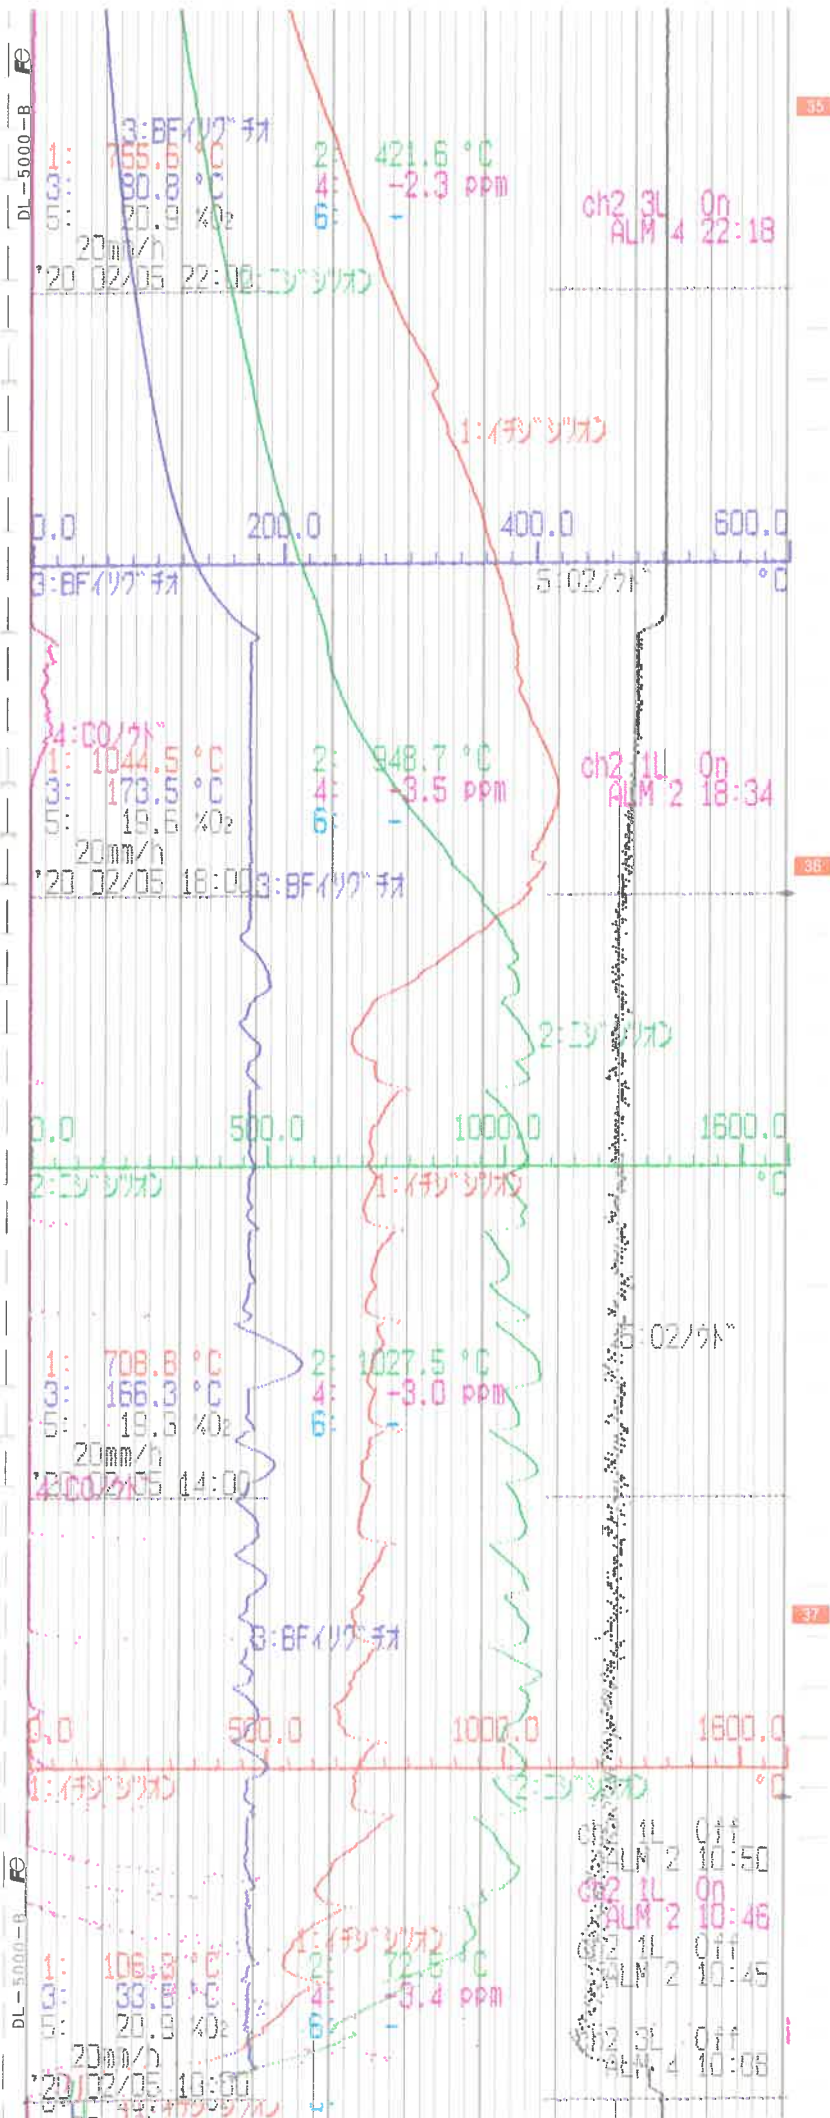 DL-5000-B
35
3:BFイリグチオ
1: 755.6 °C 2: 421.6 °C
3: 80.8 °C 4: -2.3 ppm
5: 20.9 %O2 6: -
20mm/h
'20 02/05 22:00
2:ニジシツオン
ch2 3L On
ALM 4 22:18
1:イチジシツオン
0.0 200.0 400.0 600.0
3:BFイリグチオ
5:O2ノウド
°C
4:COノウド
1: 1044.5 °C 2: 948.7 °C
3: 173.5 °C 4: -3.5 ppm
5: 19.6 %O2 6: -
20mm/h
'20 02/05 18:00
3:BFイリグチオ
ch2 1L On
ALM 2 18:34
36
2:ニジシツオン
0.0 500.0 1000.0 1600.0
2:ニジシツオン
1:イチジシツオン
°C
5:O2ノウド
1: 708.8 °C 2: 1027.5 °C
3: 166.3 °C 4: -3.0 ppm
5: %O2 6: -
20mm/h
14:00
4:COノウド
37
3:BFイリグチオ
0.0 500.0 1000.0 1600.0
1:イチジシツオン
2:ニジシツオン
°C
ch2 1L On
ALM 2 10:46
DL-5000-B
1:イチジシツオン
1: 106.3 °C 2: 72.6 °C
3: 33.6 °C 4: -3.4 ppm
5: %O2 6: -
20mm/h